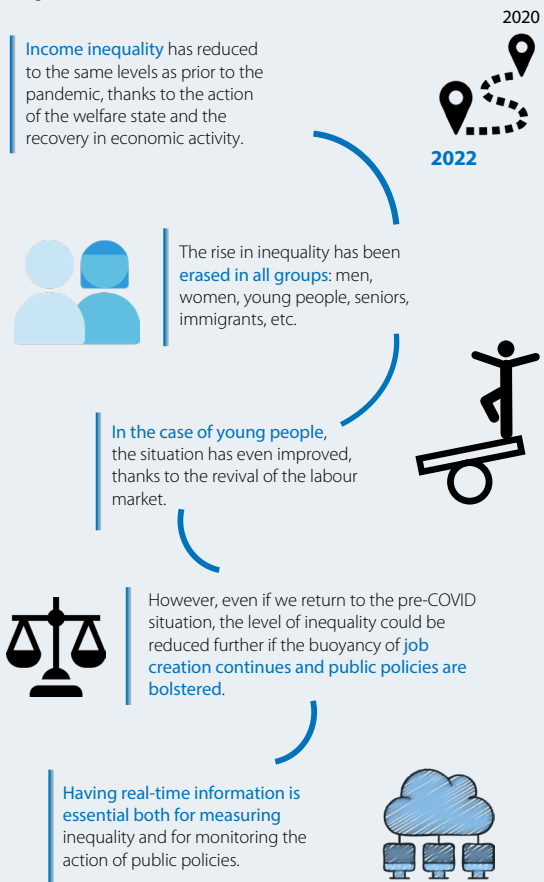 2020
Income inequality has reduced
to the same levels as prior to the
pandemic, thanks to the action
of the welfare state and the
recovery in economic activity.
2022
The rise in inequality has been
erased in all groups: men,
women, young people, seniors,
immigrants, etc.
In the case of young people,
the situation has even improved,
thanks to the revival of the labour
market.
However, even if we return to the pre-COVID
situation, the level of inequality could be
reduced further if the buoyancy of job
creation continues and public policies are
bolstered.
Having real-time information is
essential both for measuring
inequality and for monitoring the
action of public policies.